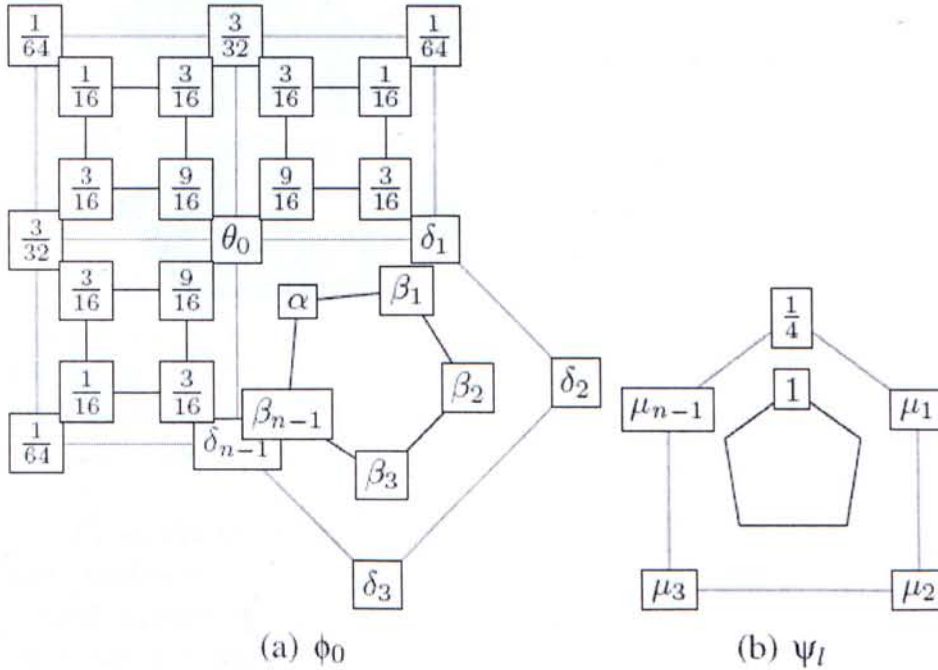 1/64 3/32 1/64
1/16 3/16 3/16 1/16
3/16 9/16 9/16 3/16
3/32 θ₀ δ₁
3/16 9/16 α β₁
1/4
1/16 3/16 βₙ₋₁ β₂ δ₂ μₙ₋₁ 1 μ₁
1/64 δₙ₋₁ β₃
δ₃ μ₃ μ₂
(a) ϕ₀ (b) ψₗ